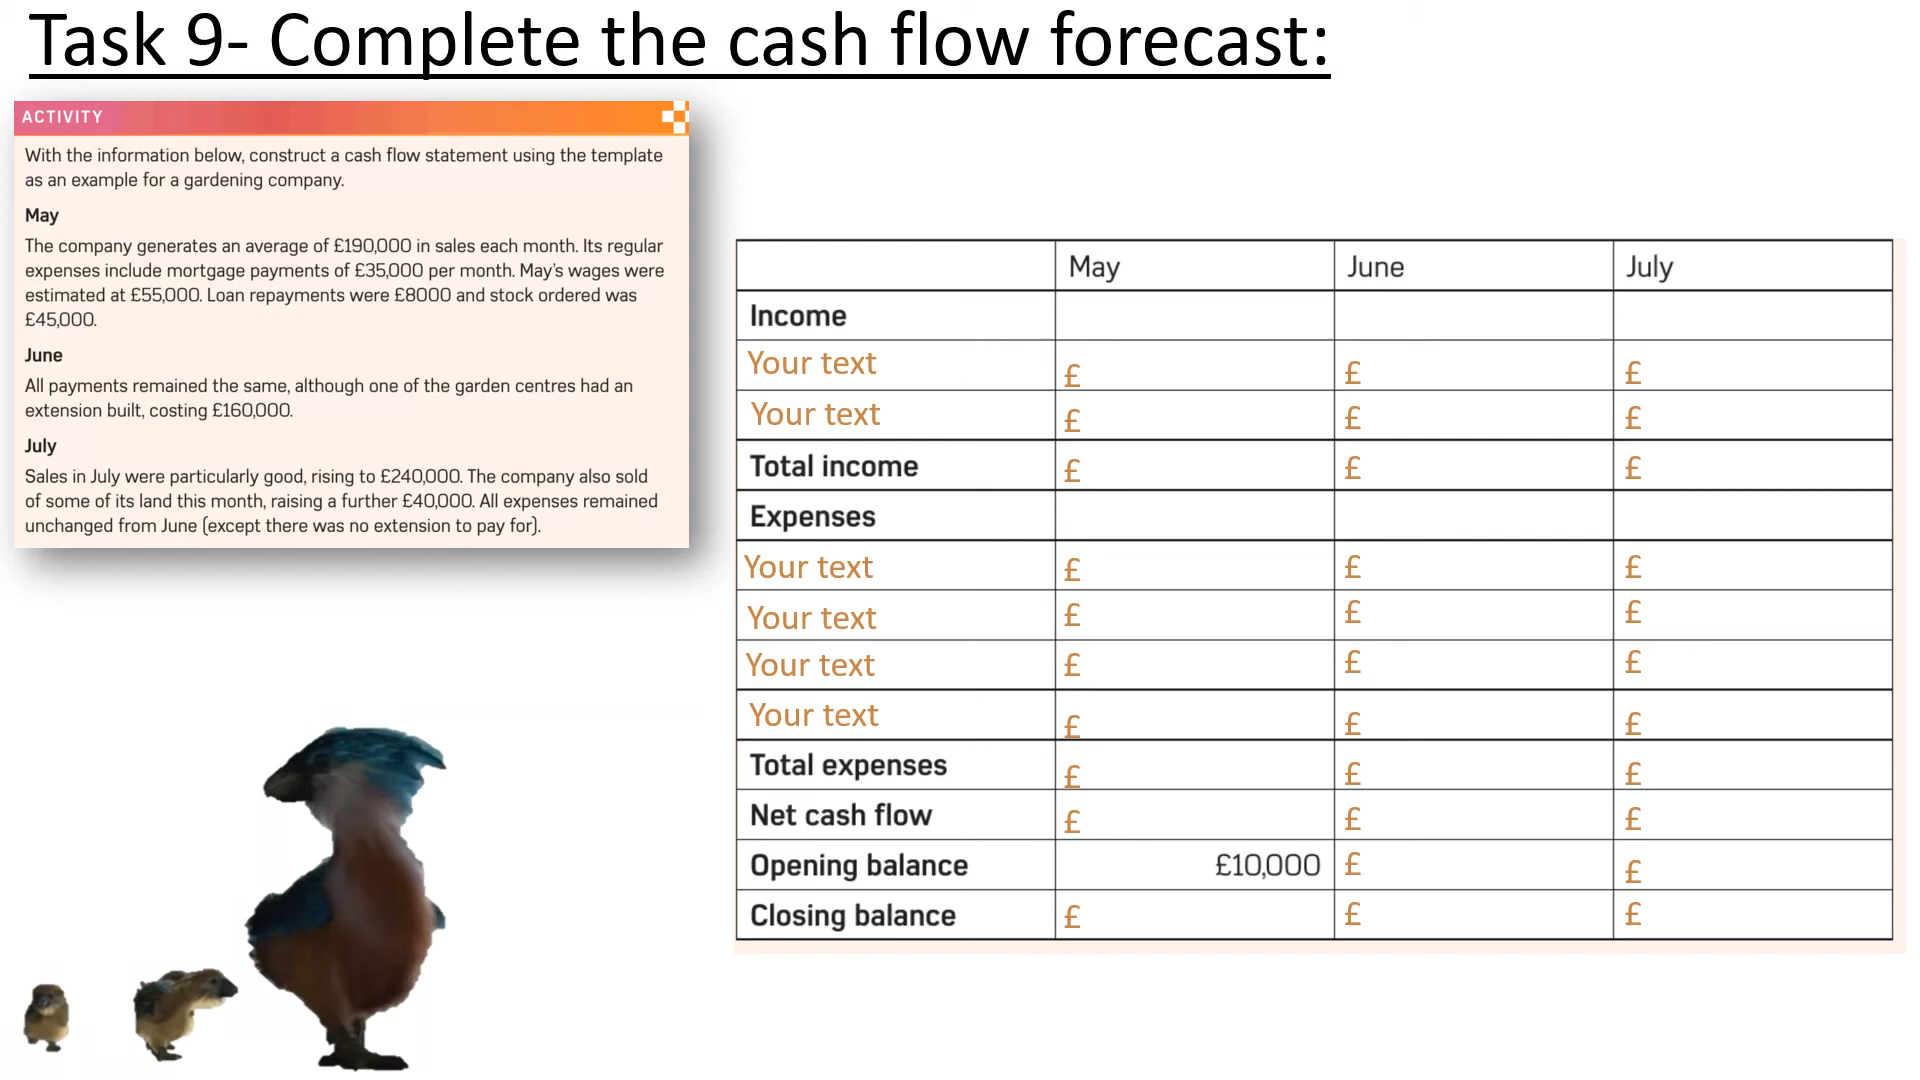 Task 9- Complete the cash flow forecast:
ACTIVITY
With the information below, construct a cash flow statement using the template
as an example for a gardening company.
May
The company generates an average of £190,000 in sales each month. Its regular
expenses include mortgage payments of £35,000 per month. May's wages were
estimated at £55,000. Loan repayments were £8000 and stock ordered was
£45,000.
June
All payments remained the same, although one of the garden centres had an
extension built, costing £160,000.
July
Sales in July were particularly good, rising to £240,000. The company also sold
of some of its land this month, raising a further £40,000. All expenses remained
unchanged from June (except there was no extension to pay for).
May June July
Income
Your text £ £ £
Your text £ £ £
Total income £ £ £
Expenses
Your text £ £ £
Your text £ £ £
Your text £ £ £
Your text £ £ £
Total expenses £ £ £
Net cash flow £ £ £
Opening balance £10,000 £ £
Closing balance £ £ £